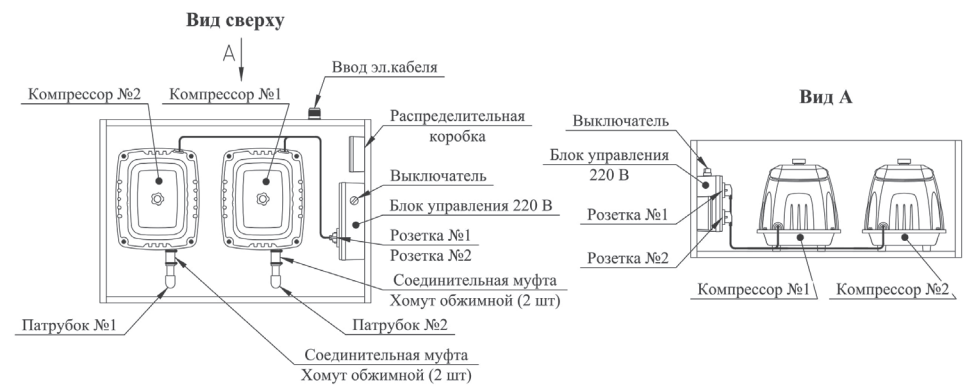 Вид сверху
А
Ввод эл.кабеля
Компрессор №2
Компрессор №1
Распределительная
коробка
Выключатель
Блок управления 220 В
Розетка №1
Розетка №2
Соединительная муфта
Хомут обжимной (2 шт)
Патрубок №1
Патрубок №2
Соединительная муфта
Хомут обжимной (2 шт)
Вид А
Выключатель
Блок управления
220 В
Розетка №1
Розетка №2
Компрессор №1
Компрессор №2